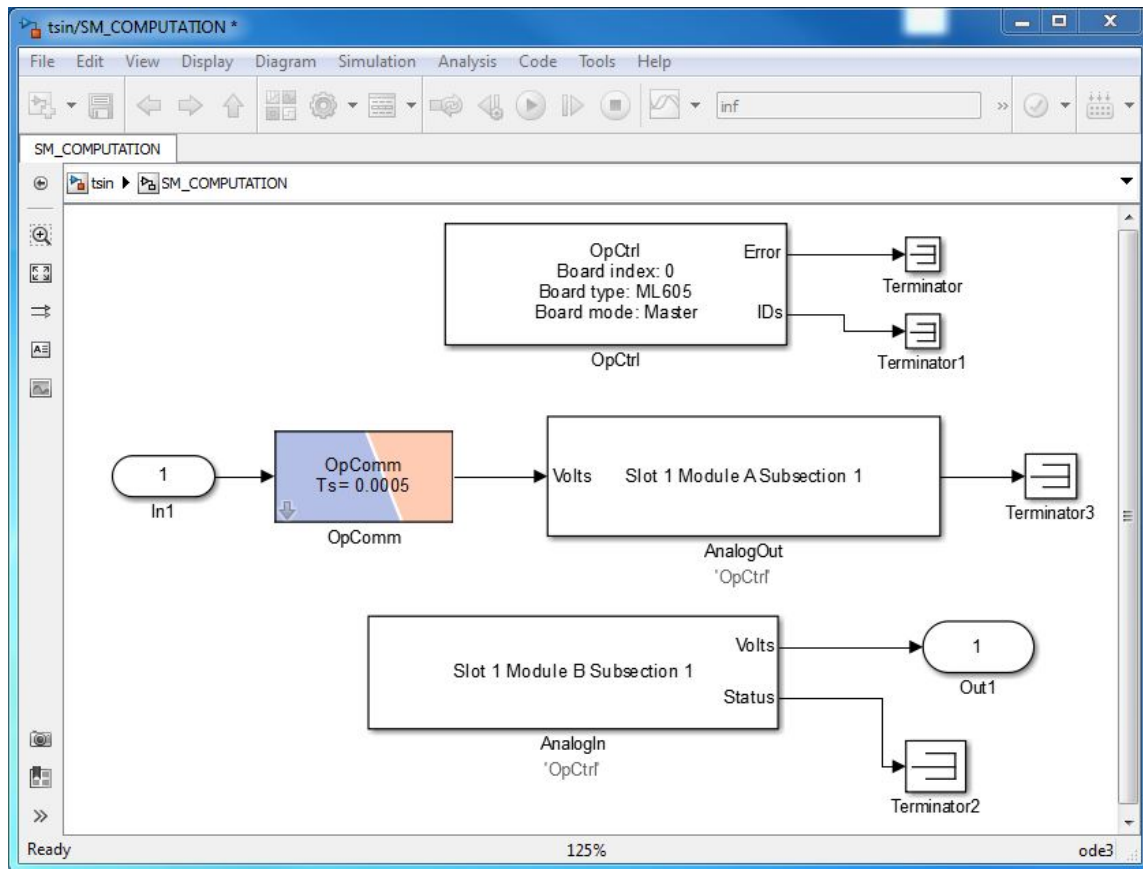 tsin/SM_COMPUTATION *
File Edit View Display Diagram Simulation Analysis Code Tools Help
inf
»
SM_COMPUTATION
tsin SM_COMPUTATION
OpCtrl
Board index: 0
Board type: ML605
Board mode: Master
Error
IDs
OpCtrl
Terminator
Terminator1
1
In1
OpComm
Ts= 0.0005
OpComm
Volts
Slot 1 Module A Subsection 1
AnalogOut
'OpCtrl'
Terminator3
Slot 1 Module B Subsection 1
Volts
Status
AnalogIn
'OpCtrl'
1
Out1
Terminator2
»
Ready 125% ode3